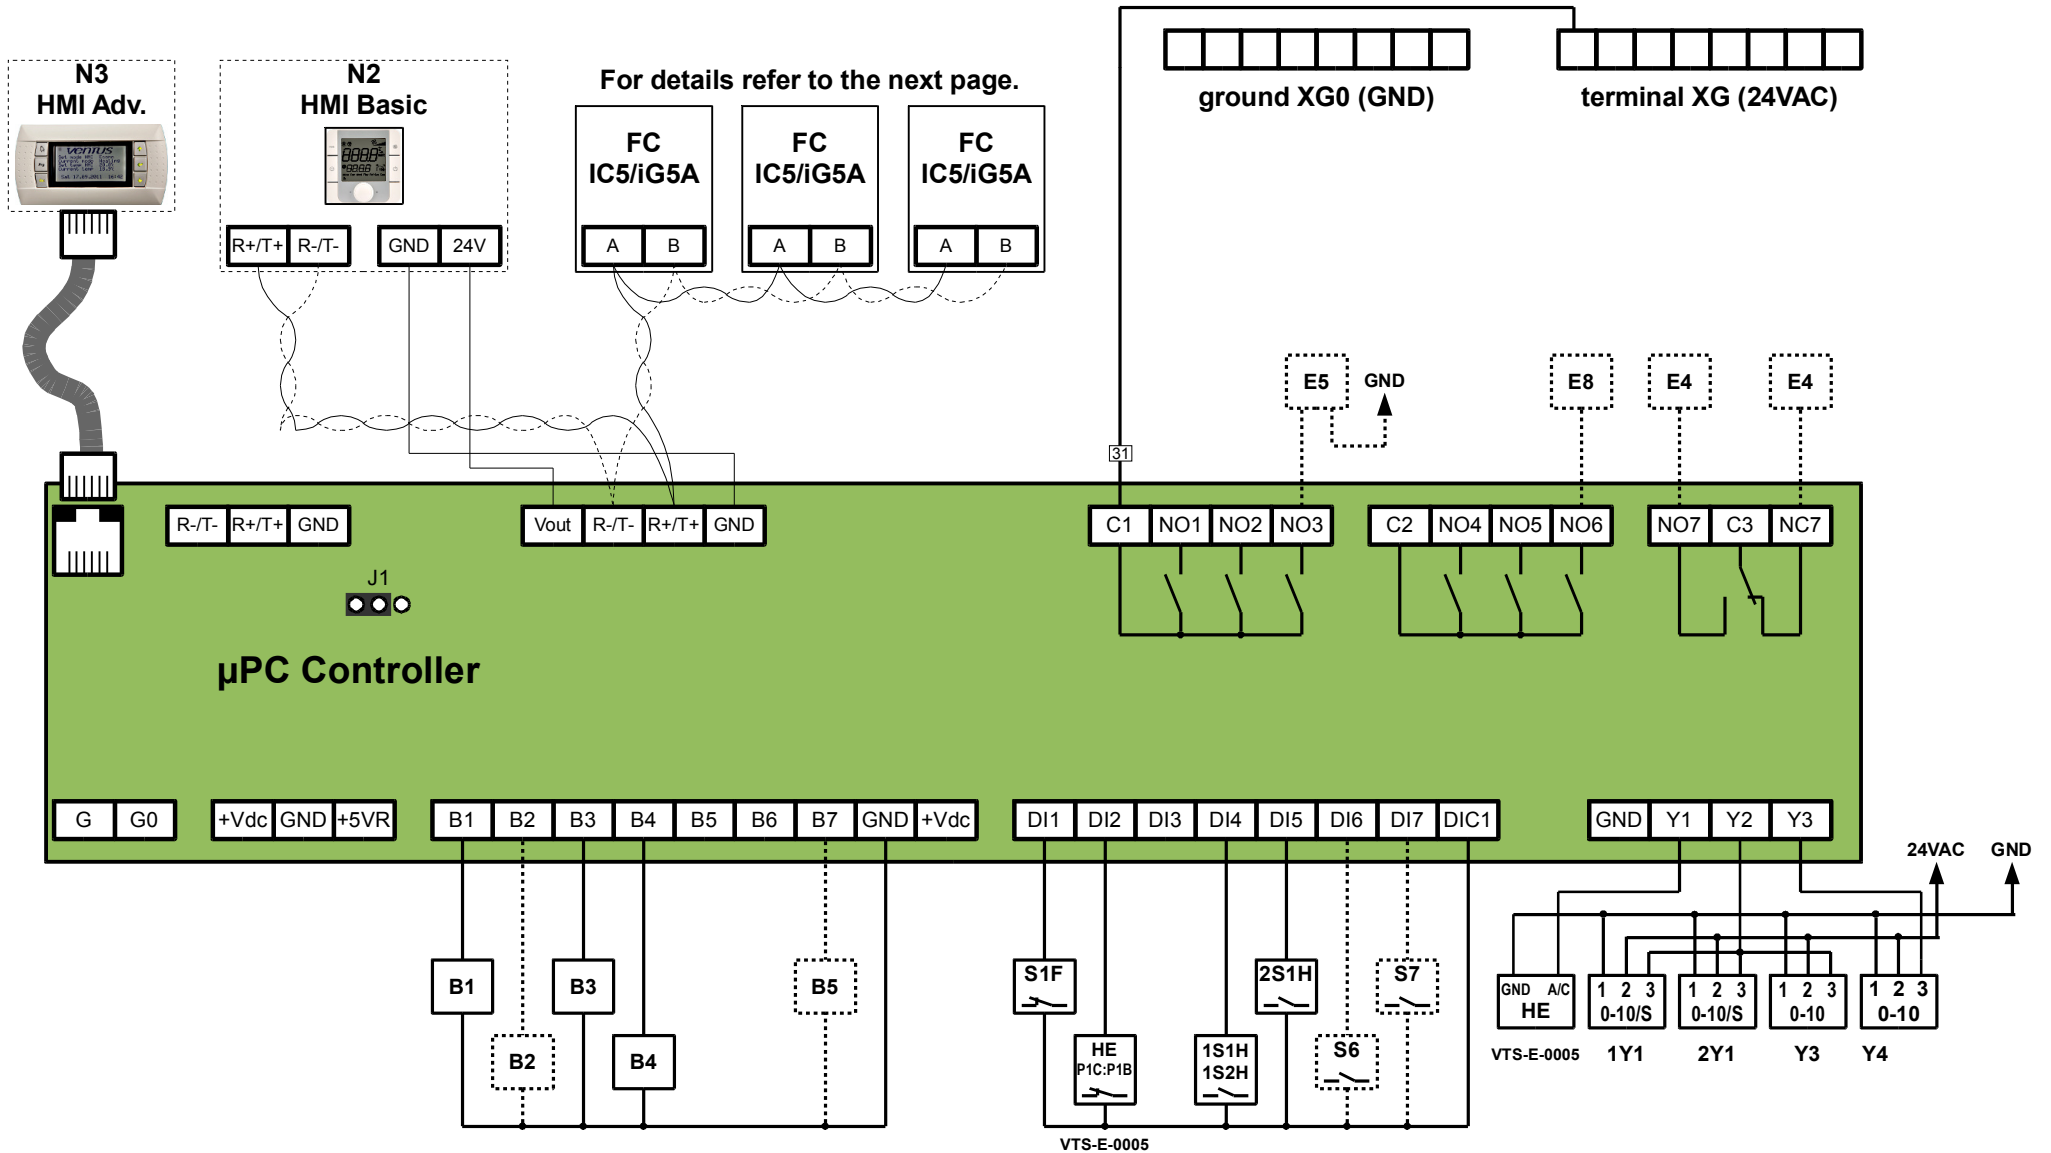 N3
HMI Adv.
VENTUS
N2
HMI Basic
For details refer to the next page.
FC
IC5/iG5A
FC
IC5/iG5A
FC
IC5/iG5A
ground XG0 (GND)
terminal XG (24VAC)
R+/T+ R-/T- GND 24V
A B A B A B
E5 GND E8 E4 E4
31
R-/T- R+/T+ GND
Vout R-/T- R+/T+ GND
C1 NO1 NO2 NO3
C2 NO4 NO5 NO6
NO7 C3 NC7
J1
µPC Controller
G G0
+Vdc GND +5VR
B1 B2 B3 B4 B5 B6 B7 GND +Vdc
DI1 DI2 DI3 DI4 DI5 DI6 DI7 DIC1
GND Y1 Y2 Y3
24VAC GND
B1 B3 B5
B2 B4
S1F 2S1H S7
HE
P1C:P1B
1S1H
1S2H
S6
VTS-E-0005
GND A/C
HE
1 2 3
0-10/S
1 2 3
0-10/S
1 2 3
0-10
1 2 3
0-10
VTS-E-0005 1Y1 2Y1 Y3 Y4